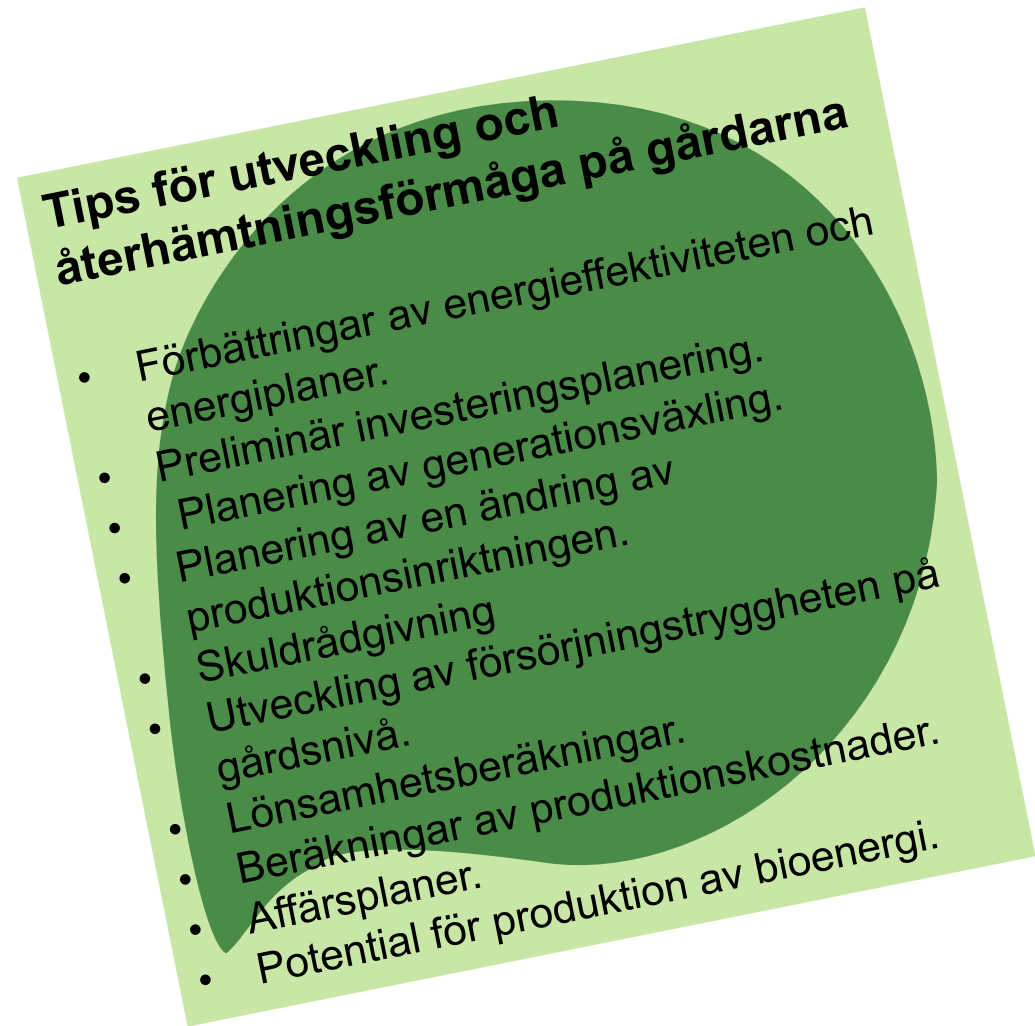 Tips för utveckling och
återhämtningsförmåga på gårdarna
• Förbättringar av energieffektiviteten och
energiplaner.
• Preliminär investeringsplanering.
• Planering av generationsväxling.
• Planering av en ändring av
produktionsinriktningen.
• Skuldrådgivning
• Utveckling av försörjningstryggheten på
gårdsnivå.
• Lönsamhetsberäkningar.
• Beräkningar av produktionskostnader.
• Affärsplaner.
• Potential för produktion av bioenergi.